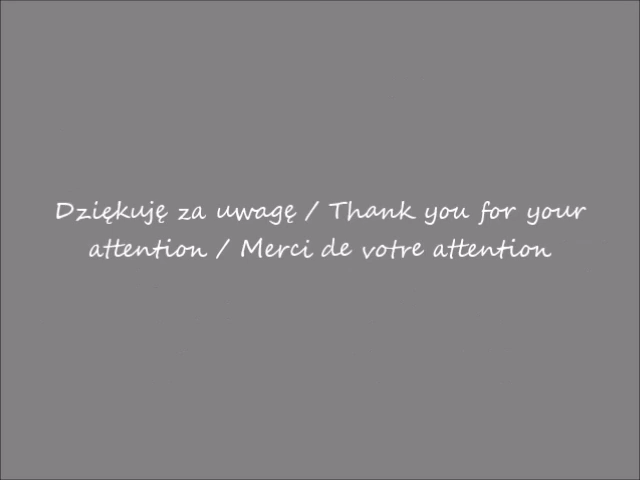 Dziękuję za uwagę / Thank you for your
attention / Merci de votre attention